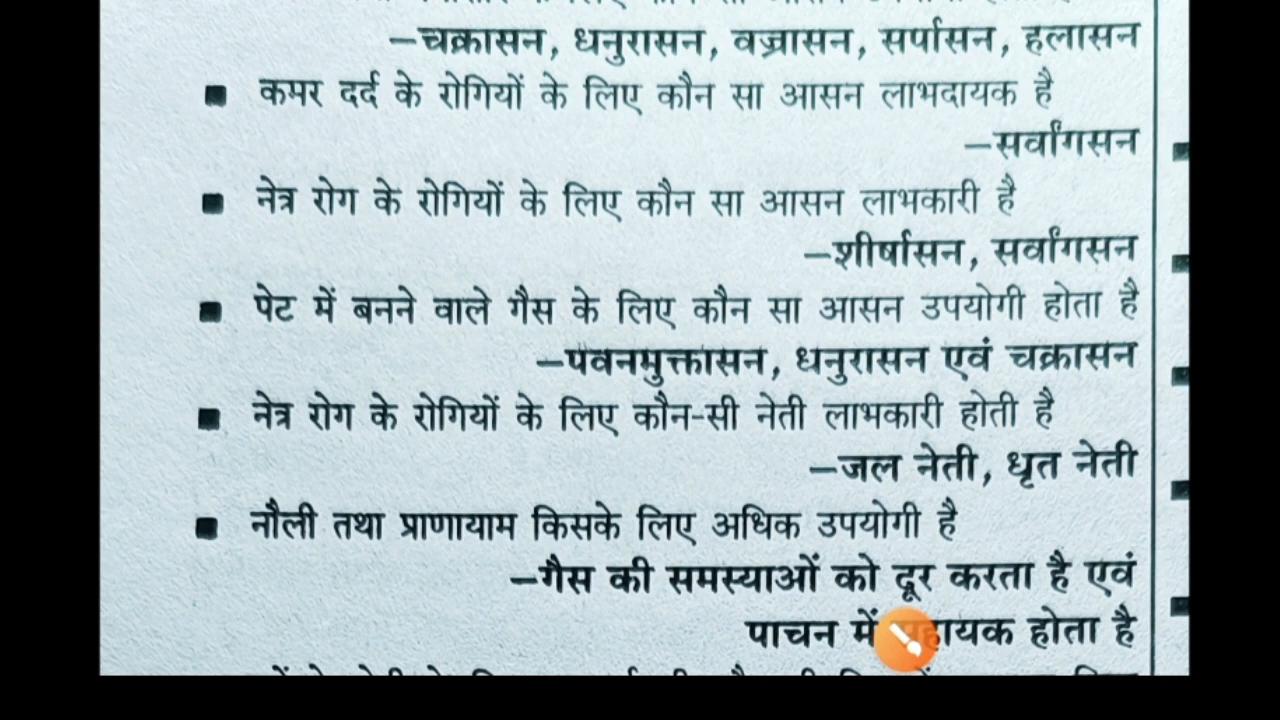 –चक्रासन, धनुरासन, वज्रासन, सर्पासन, हलासन
कमर दर्द के रोगियों के लिए कौन सा आसन लाभदायक है
–सर्वांगसन
नेत्र रोग के रोगियों के लिए कौन सा आसन लाभकारी है
–शीर्षासन, सर्वांगसन
पेट में बनने वाले गैस के लिए कौन सा आसन उपयोगी होता है
–पवनमुक्तासन, धनुरासन एवं चक्रासन
नेत्र रोग के रोगियों के लिए कौन-सी नेती लाभकारी होती है
–जल नेती, धृत नेती
नौली तथा प्राणायाम किसके लिए अधिक उपयोगी है
–गैस की समस्याओं को दूर करता है एवं
पाचन में होता है